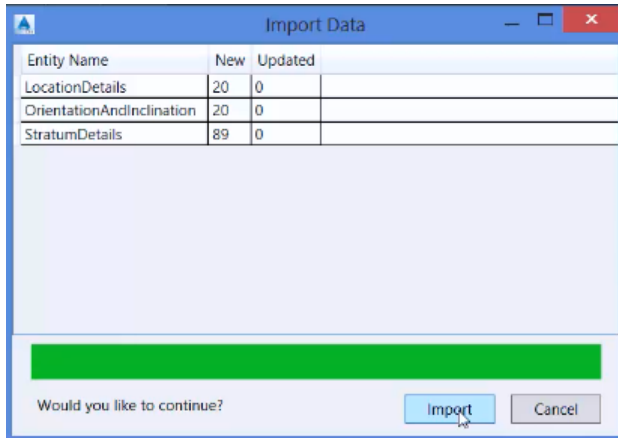 Import Data
Entity Name New Updated
LocationDetails 20 0
OrientationAndInclination 20 0
StratumDetails 89 0
Would you like to continue? Import Cancel